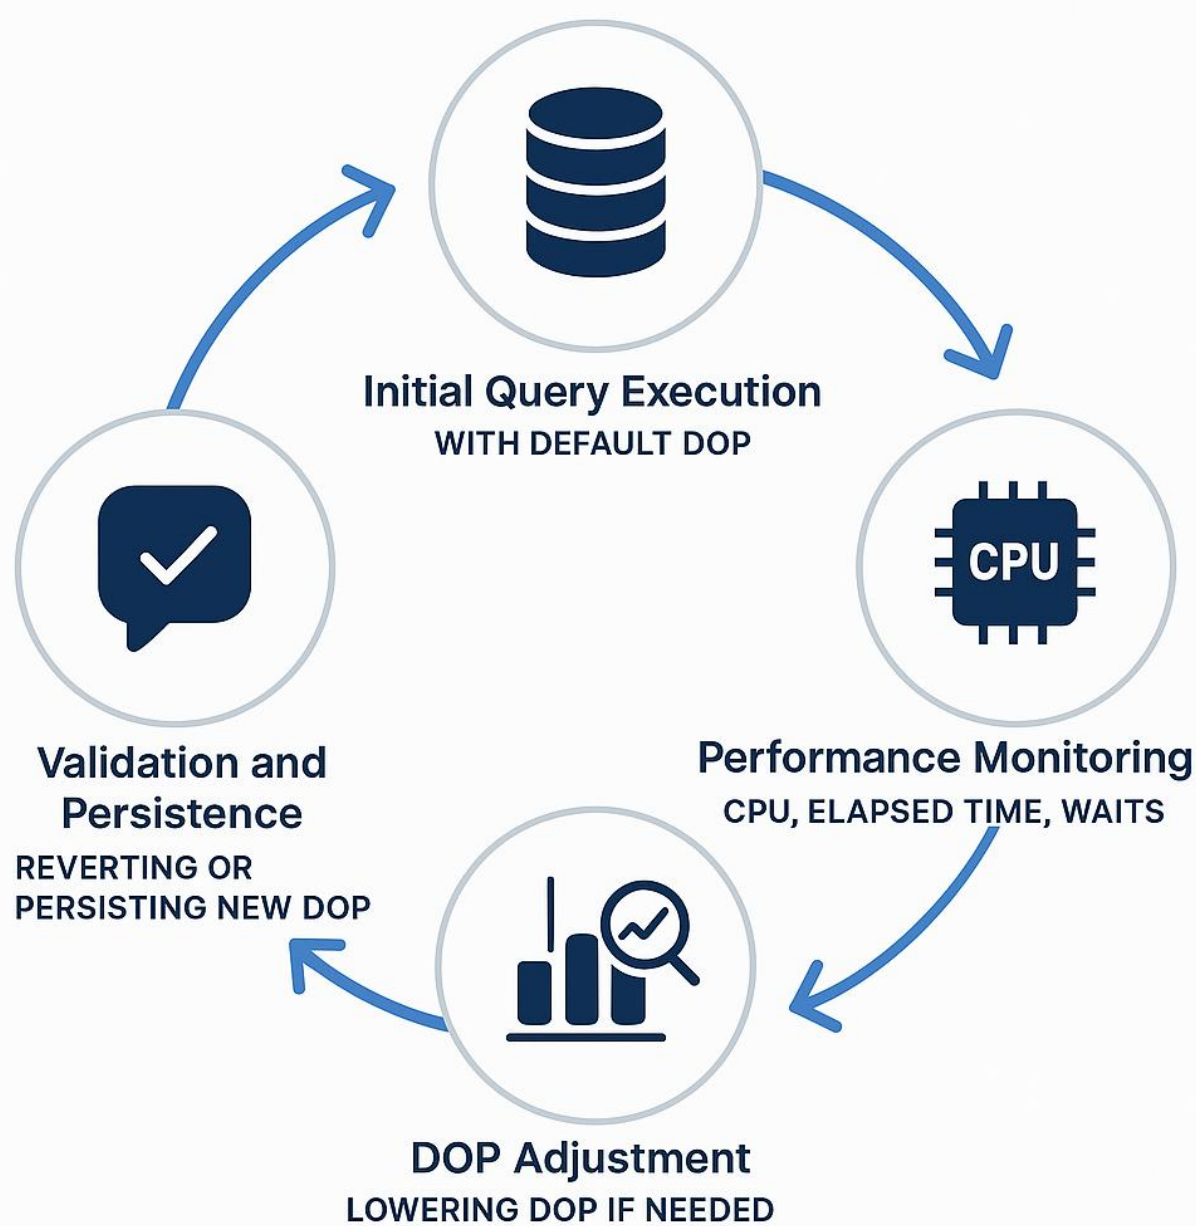 Initial Query Execution
WITH DEFAULT DOP
CPU
Performance Monitoring
CPU, ELAPSED TIME, WAITS
DOP Adjustment
LOWERING DOP IF NEEDED
Validation and
Persistence
REVERTING OR
PERSISTING NEW DOP